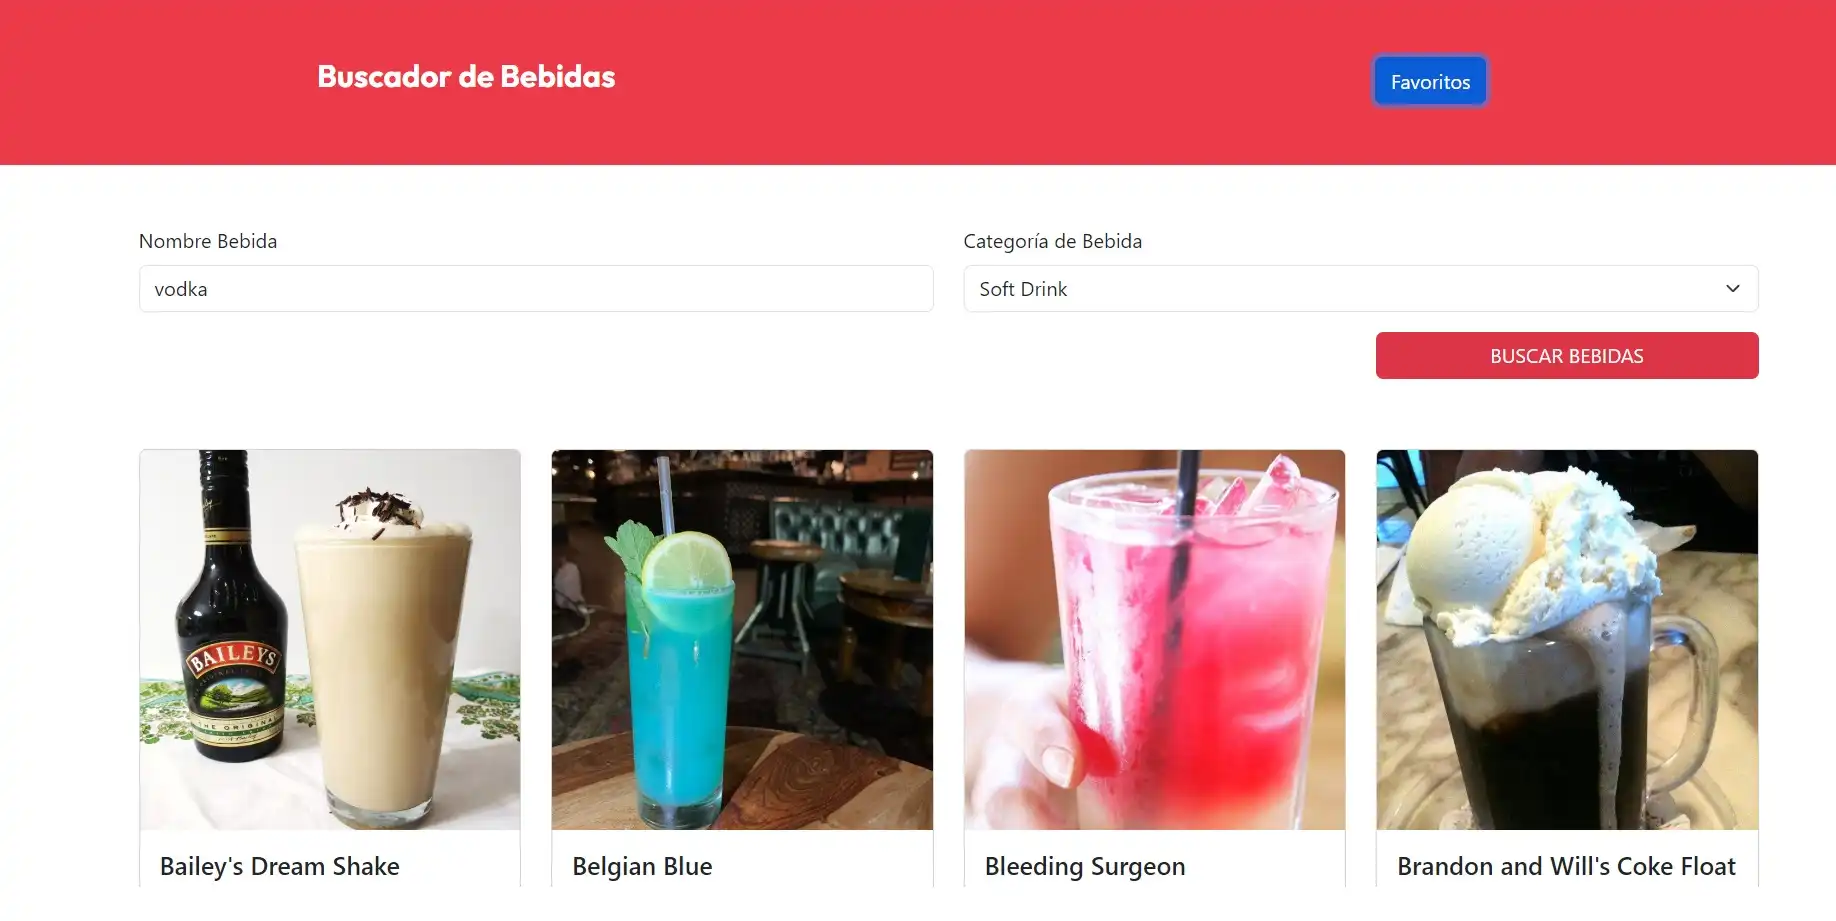 Buscador de Bebidas
Favoritos
Nombre Bebida
Categoría de Bebida
vodka
Soft Drink
BUSCAR BEBIDAS
BAILEYS
THE ORIGINAL
Bailey's Dream Shake
Belgian Blue
Bleeding Surgeon
Brandon and Will's Coke Float